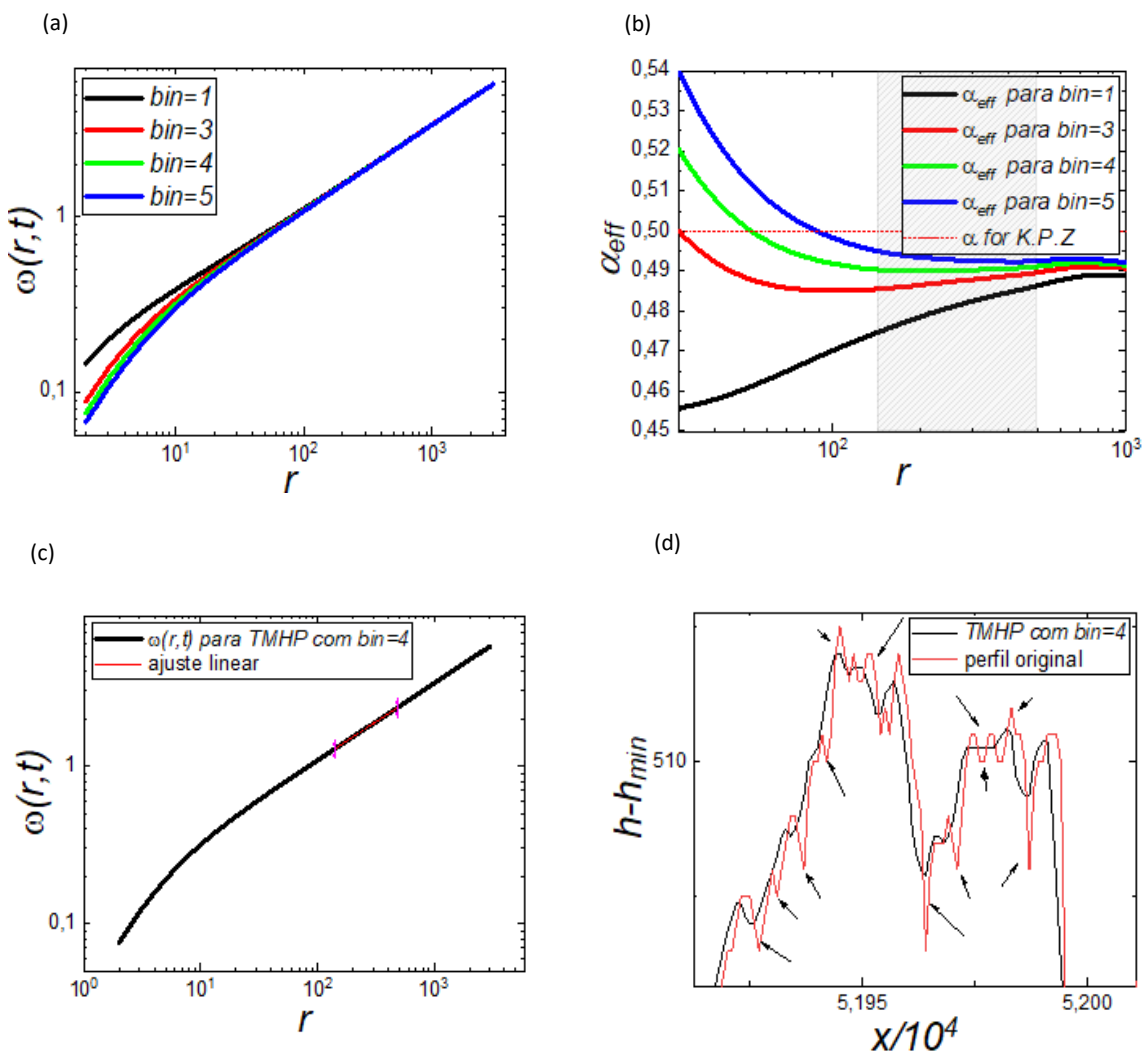 (a)
ω(r,t)
1
0,1
bin=1
bin=3
bin=4
bin=5
10¹
10²
10³
r
(b)
α_eff
0,54
0,53
0,52
0,51
0,50
0,49
0,48
0,47
0,46
0,45
α_eff para bin=1
α_eff para bin=3
α_eff para bin=4
α_eff para bin=5
α for K.P.Z
10²
10³
r
(c)
ω(r,t)
1
0,1
ω(r,t) para TMHP com bin=4
ajuste linear
10⁰
10¹
10²
10³
r
(d)
h-h_min
510
TMHP com bin=4
perfil original
5,195
5,200
x/10⁴